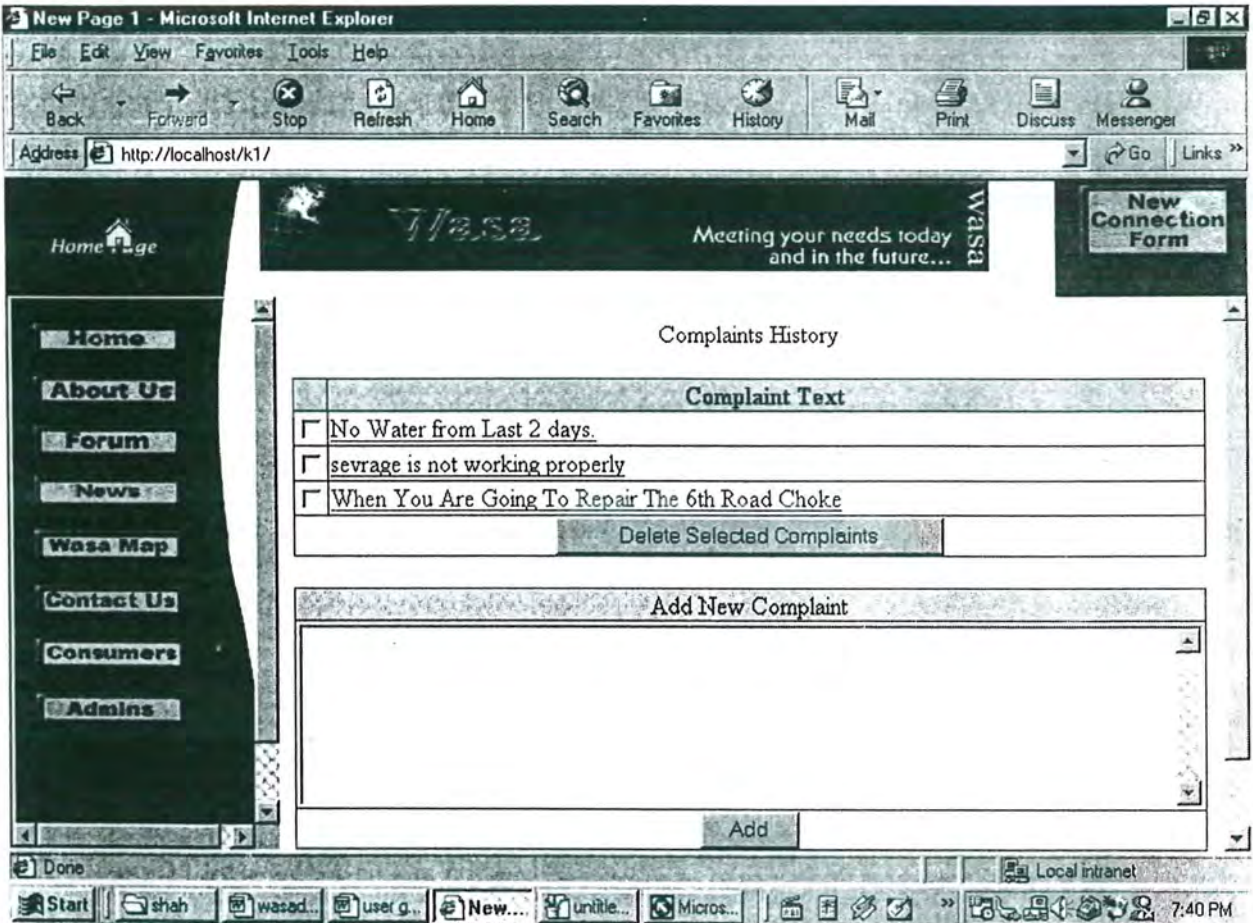 New Page 1 - Microsoft Internet Explorer
File Edit View Favorites Tools Help
Back Forward Stop Refresh Home Search Favorites History Mail Print Discuss Messenger
Address http://localhost/k1/ Go Links »
Home ge
Wasa
Meeting your needs today
and in the future...
Wasa
New
Connection
Form
Home
About Us
Forum
News
Wasa Map
Contact Us
Consumers
Admins
Complaints History
Complaint Text
No Water from Last 2 days.
sevrage is not working properly
When You Are Going To Repair The 6th Road Choke
Delete Selected Complaints
Add New Complaint
Add
Done Local intranet
Start shah wasad... user g... New... untitle... Micros... » 7:40 PM